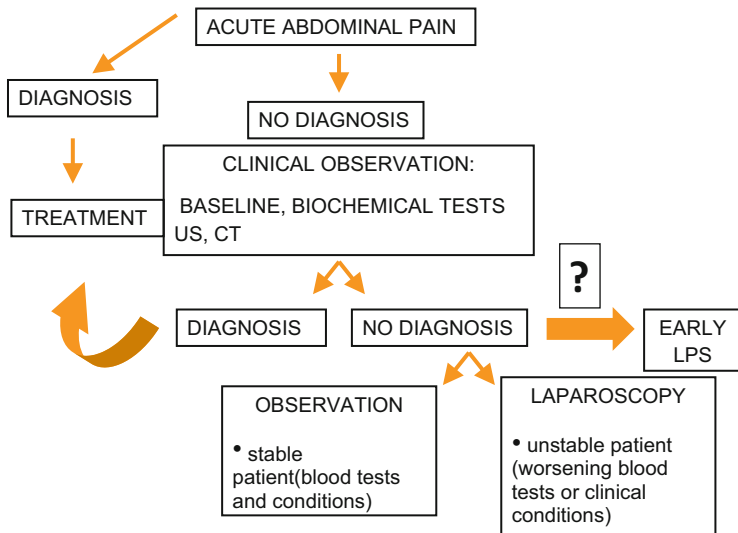 ACUTE ABDOMINAL PAIN
DIAGNOSIS
NO DIAGNOSIS
CLINICAL OBSERVATION:
BASELINE, BIOCHEMICAL TESTS
US, CT
TREATMENT
?
DIAGNOSIS
NO DIAGNOSIS
EARLY
LPS
OBSERVATION
• stable
patient(blood tests
and conditions)
LAPAROSCOPY
• unstable patient
(worsening blood
tests or clinical
conditions)